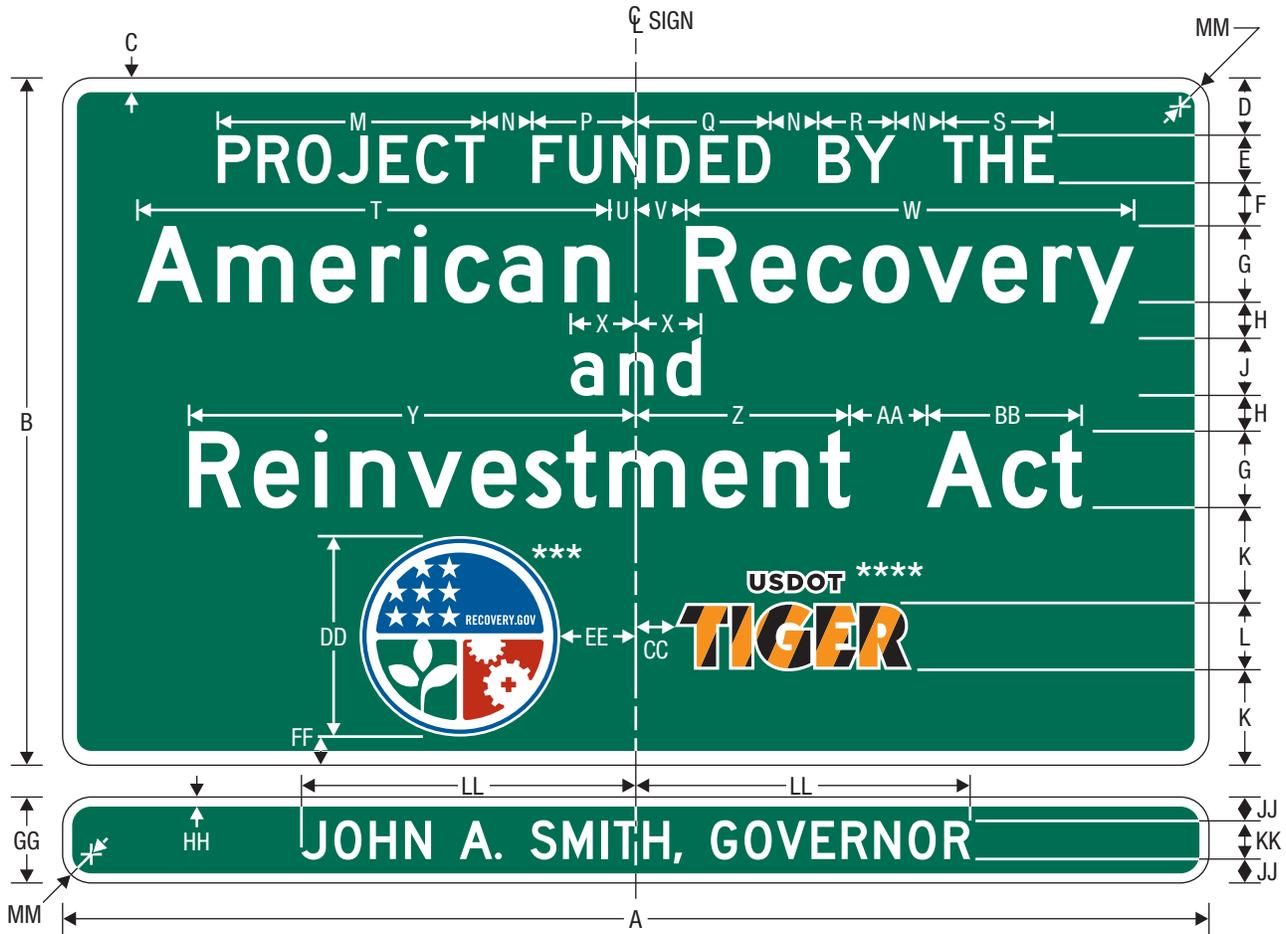 ℄ SIGN
MM
C
D
M N P Q N R N S
PROJECT FUNDED BY THE
E
T U V W
F
American Recovery
G
X X
H
and
J
B
Y Z AA BB
H
Reinvestment Act
G
***
K
USDOT ****
RECOVERY.GOV
TIGER
DD
EE
CC
L
FF
K
LL LL
JJ
GG
HH
JOHN A. SMITH, GOVERNOR
KK
JJ
MM
A